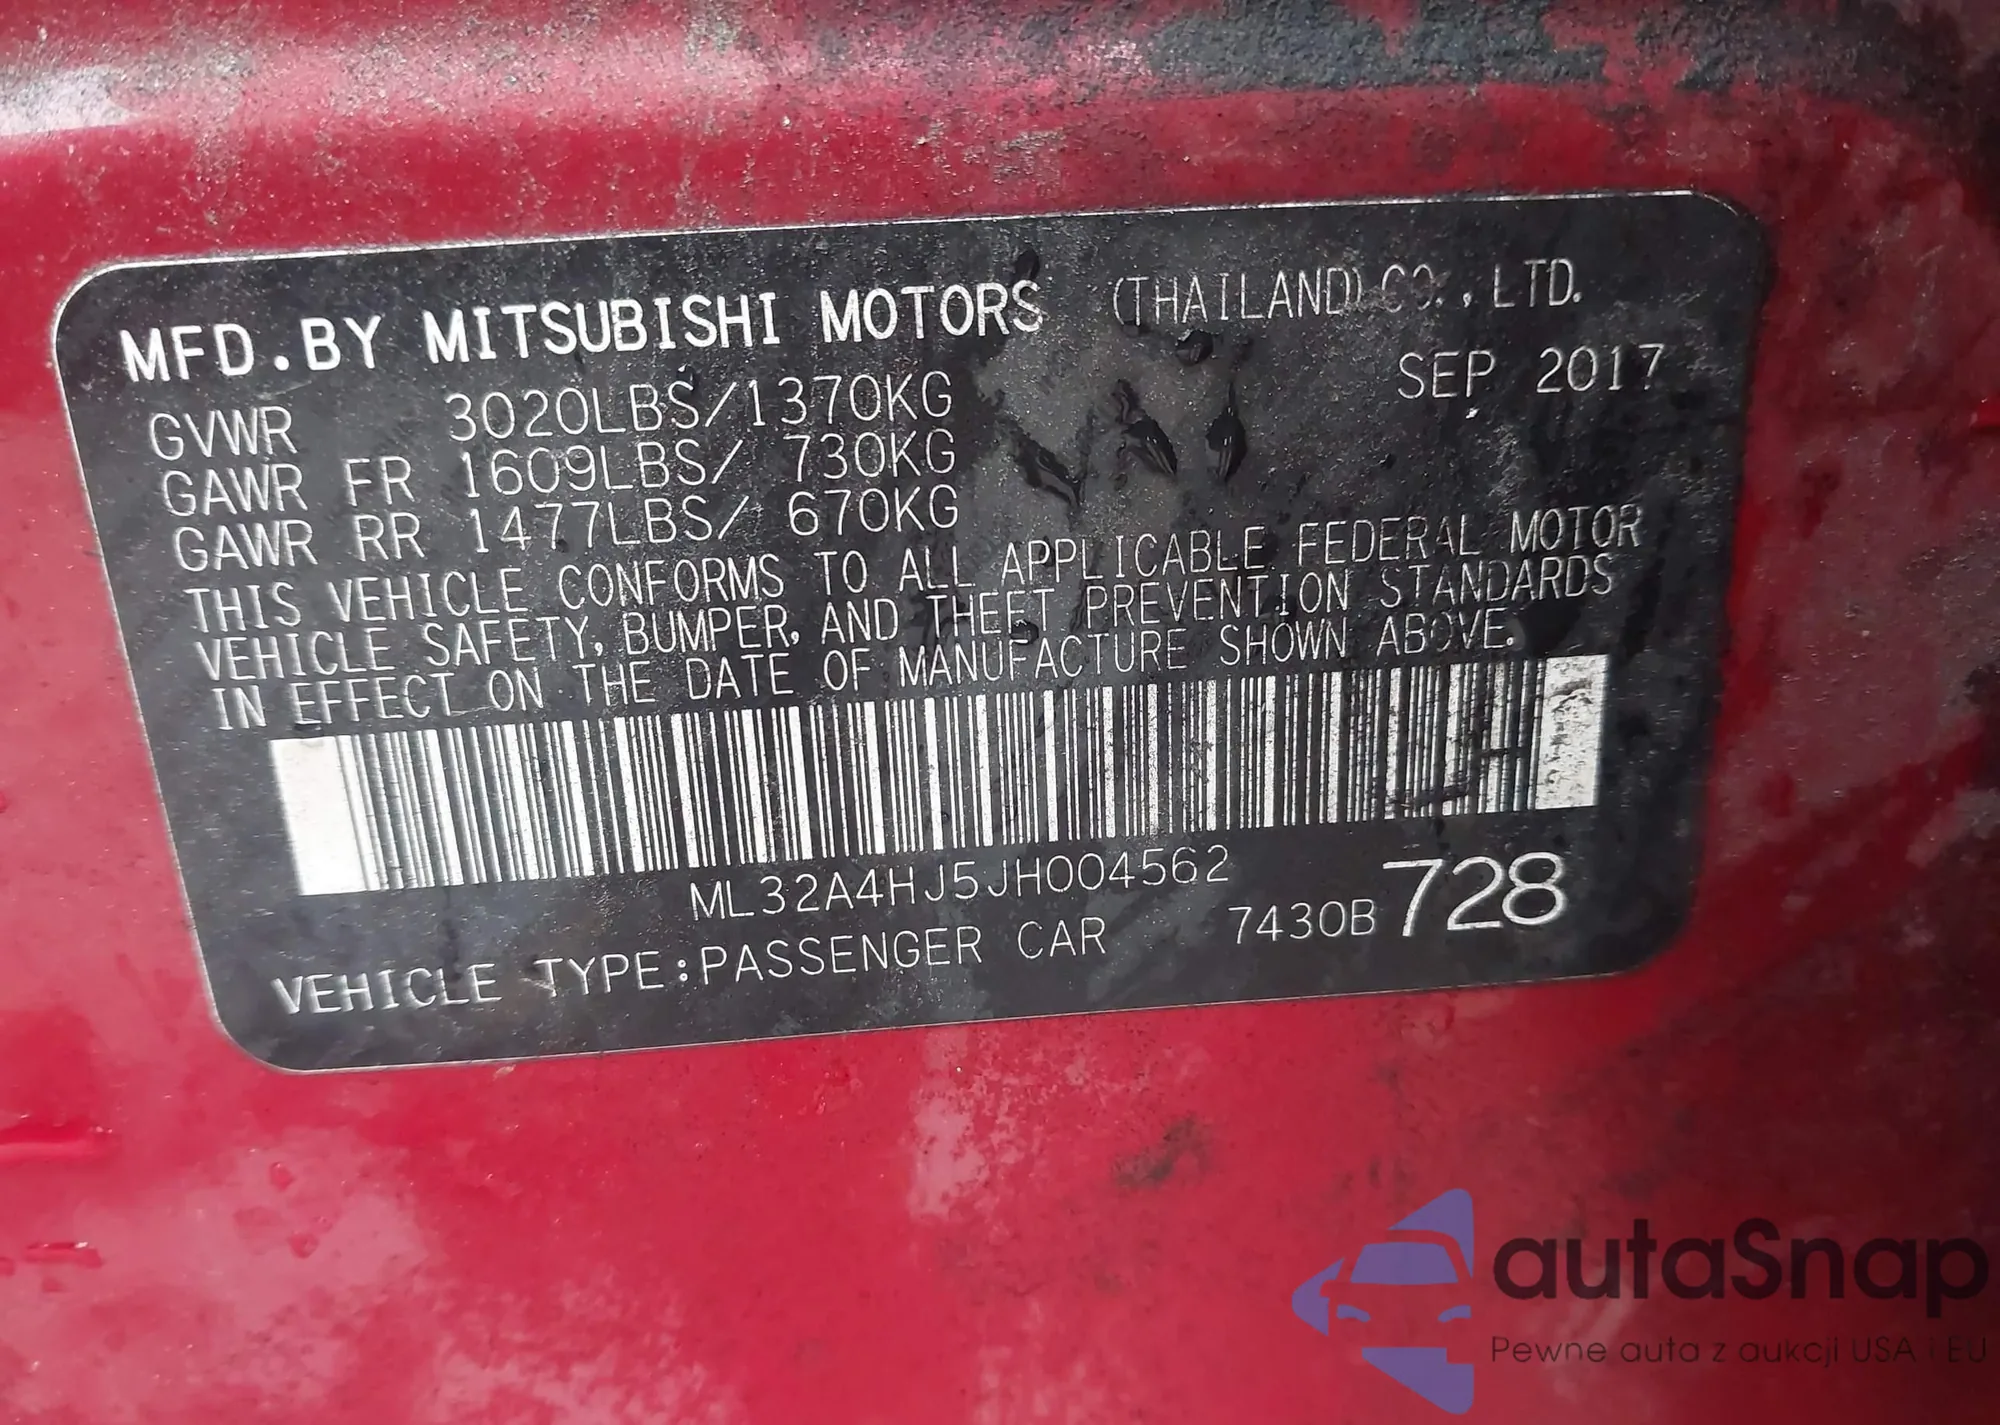 MFD.BY MITSUBISHI MOTORS (THAILAND) CO., LTD.
SEP 2017
GVWR 3020LBS/1370KG
GAWR FR 1609LBS/ 730KG
GAWR RR 1477LBS/ 670KG
THIS VEHICLE CONFORMS TO ALL APPLICABLE FEDERAL MOTOR
VEHICLE SAFETY, BUMPER, AND THEFT PREVENTION STANDARDS
IN EFFECT ON THE DATE OF MANUFACTURE SHOWN ABOVE.
ML32A4HJ5JH004562
VEHICLE TYPE:PASSENGER CAR 7430B 728
autaSnap
Pewne auta z aukcji USA i EU